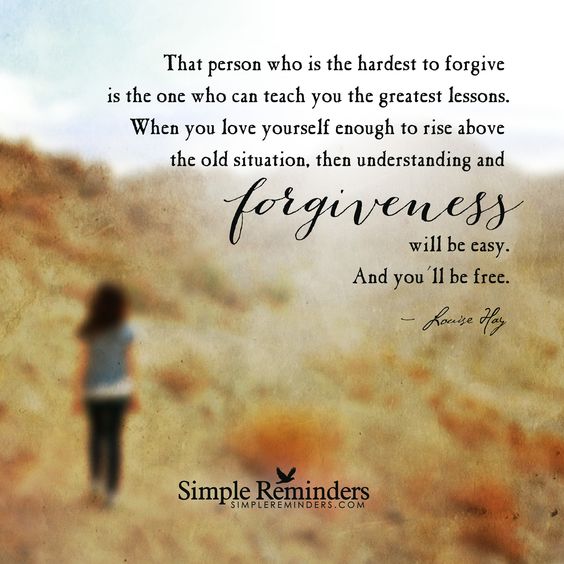 That person who is the hardest to forgive
is the one who can teach you the greatest lessons.
When you love yourself enough to rise above
the old situation, then understanding and
forgiveness
will be easy.
And you'll be free.
— Louise Hay
Simple Reminders
SIMPLEREMINDERS.COM